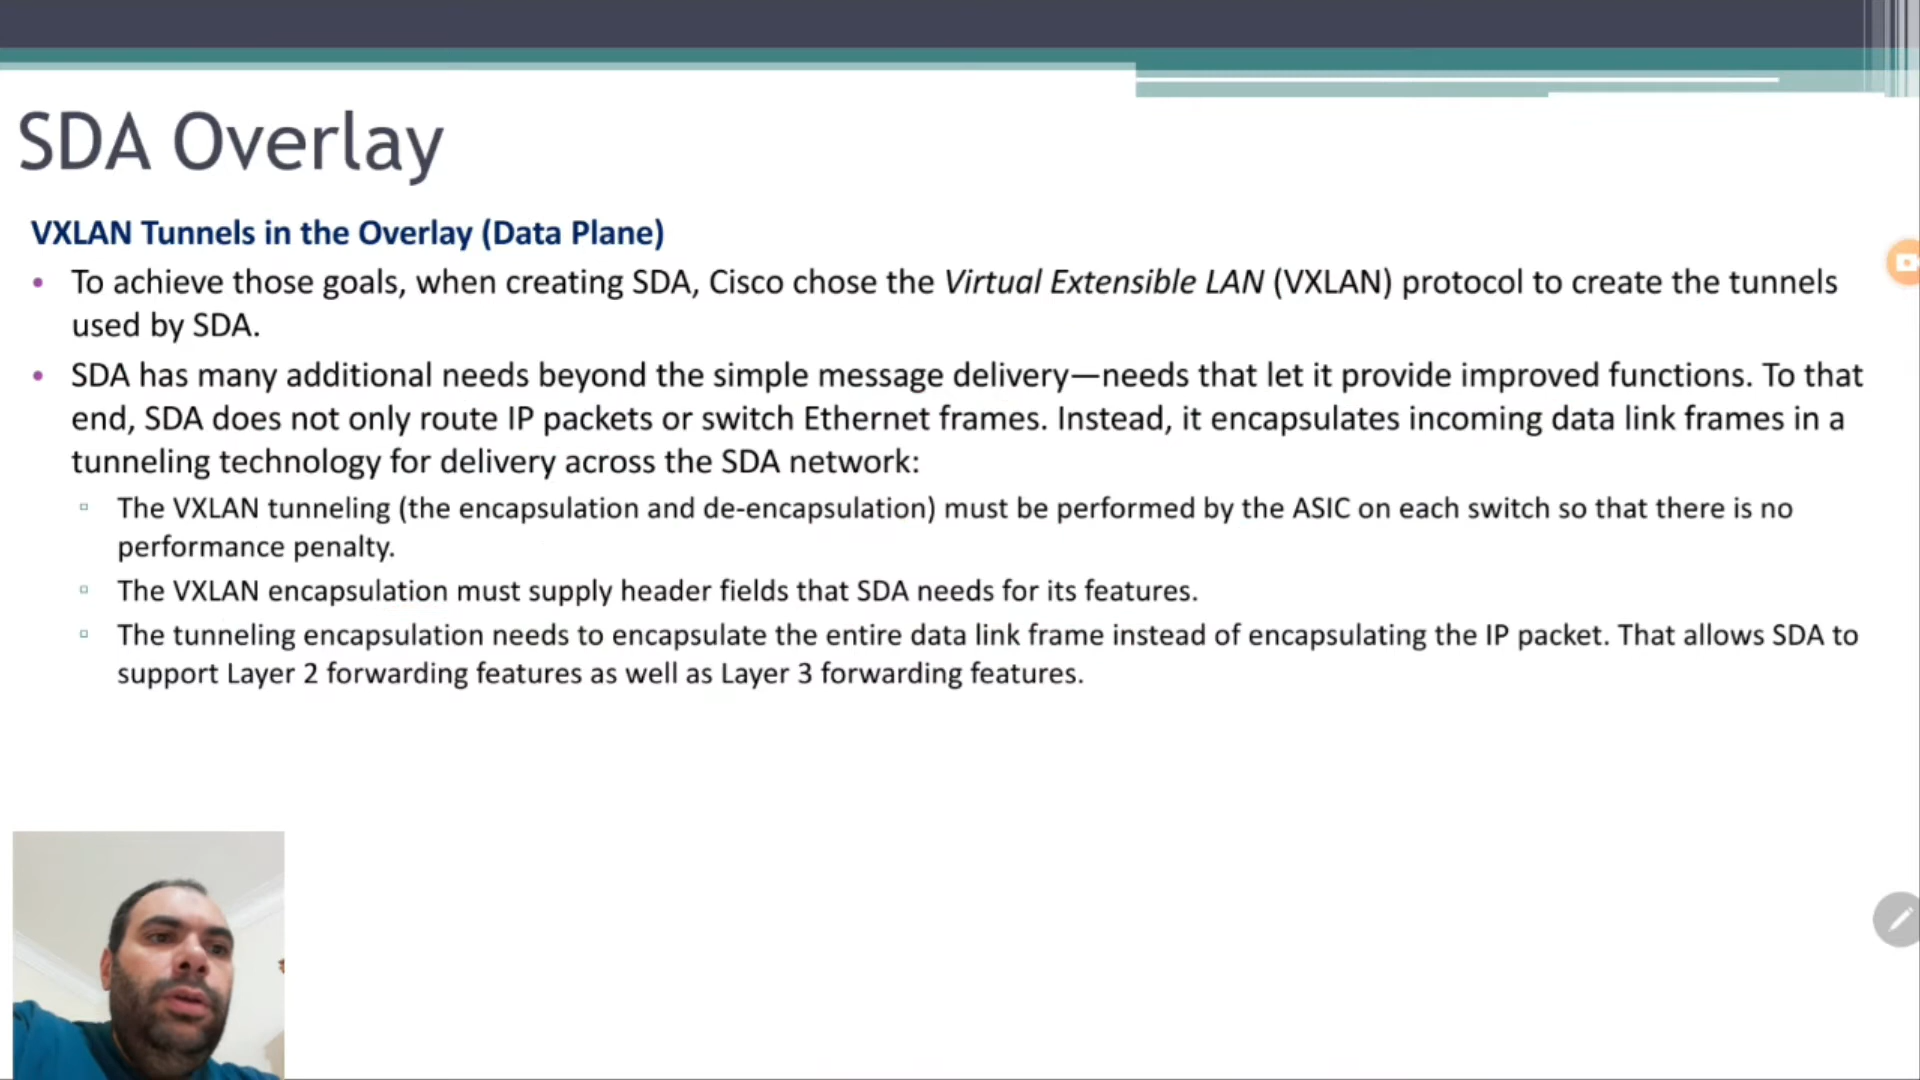 SDA Overlay
VXLAN Tunnels in the Overlay (Data Plane)
• To achieve those goals, when creating SDA, Cisco chose the Virtual Extensible LAN (VXLAN) protocol to create the tunnels
used by SDA.
• SDA has many additional needs beyond the simple message delivery—needs that let it provide improved functions. To that
end, SDA does not only route IP packets or switch Ethernet frames. Instead, it encapsulates incoming data link frames in a
tunneling technology for delivery across the SDA network:
▫ The VXLAN tunneling (the encapsulation and de-encapsulation) must be performed by the ASIC on each switch so that there is no
performance penalty.
▫ The VXLAN encapsulation must supply header fields that SDA needs for its features.
▫ The tunneling encapsulation needs to encapsulate the entire data link frame instead of encapsulating the IP packet. That allows SDA to
support Layer 2 forwarding features as well as Layer 3 forwarding features.